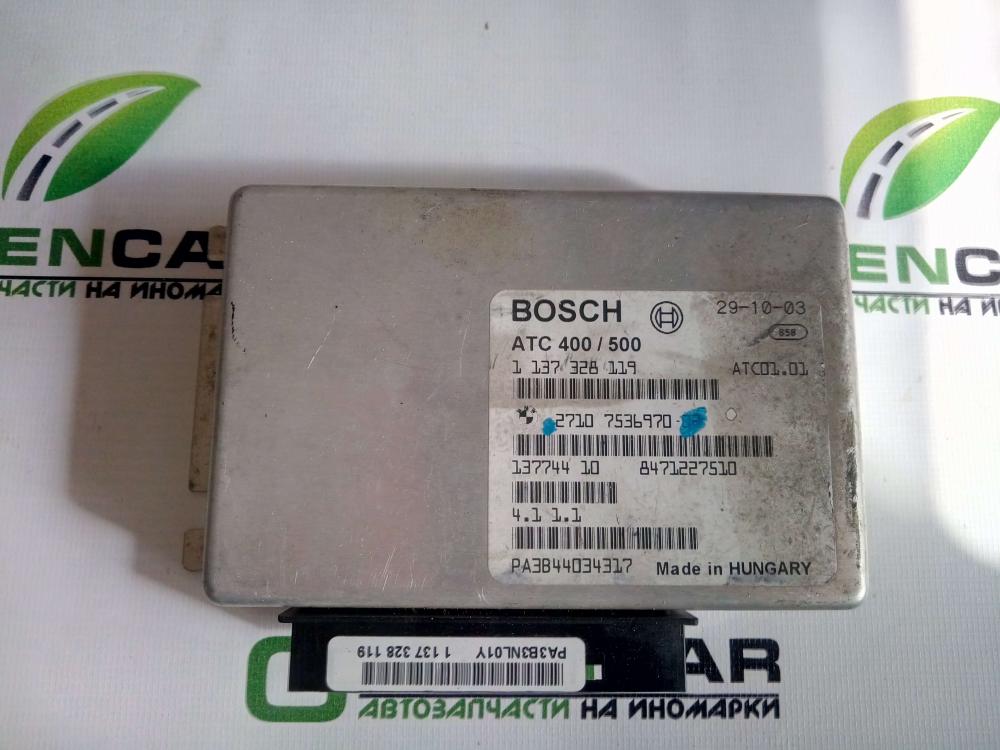 ENCA
ЧАСТИ НА ИНОМА
ENC
ЧАСТИ НА
BOSCH
29-10-03
858
ATC 400 / 500
1 137 328 119
ATC01.01
2710 7536970
137744 10 8471227510
4.1 1.1
PA3B44034317 Made in HUNGARY
PA3B3NL01Y 1 137 328 119
AR
АВТОЗАПЧАСТИ НА ИНОМАРКИ